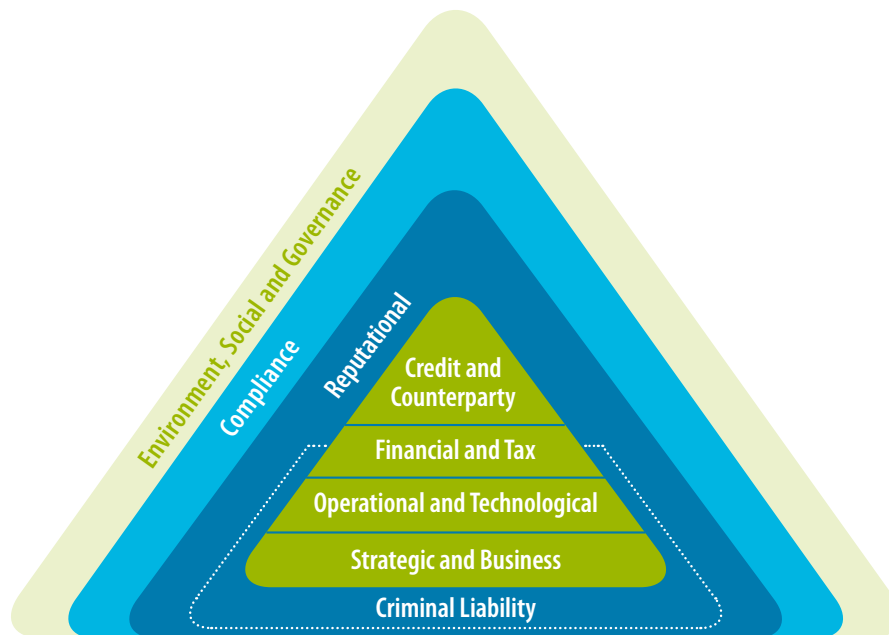 Environment, Social and Governance
Compliance
Reputational
Credit and
Counterparty
Financial and Tax
Operational and Technological
Strategic and Business
Criminal Liability